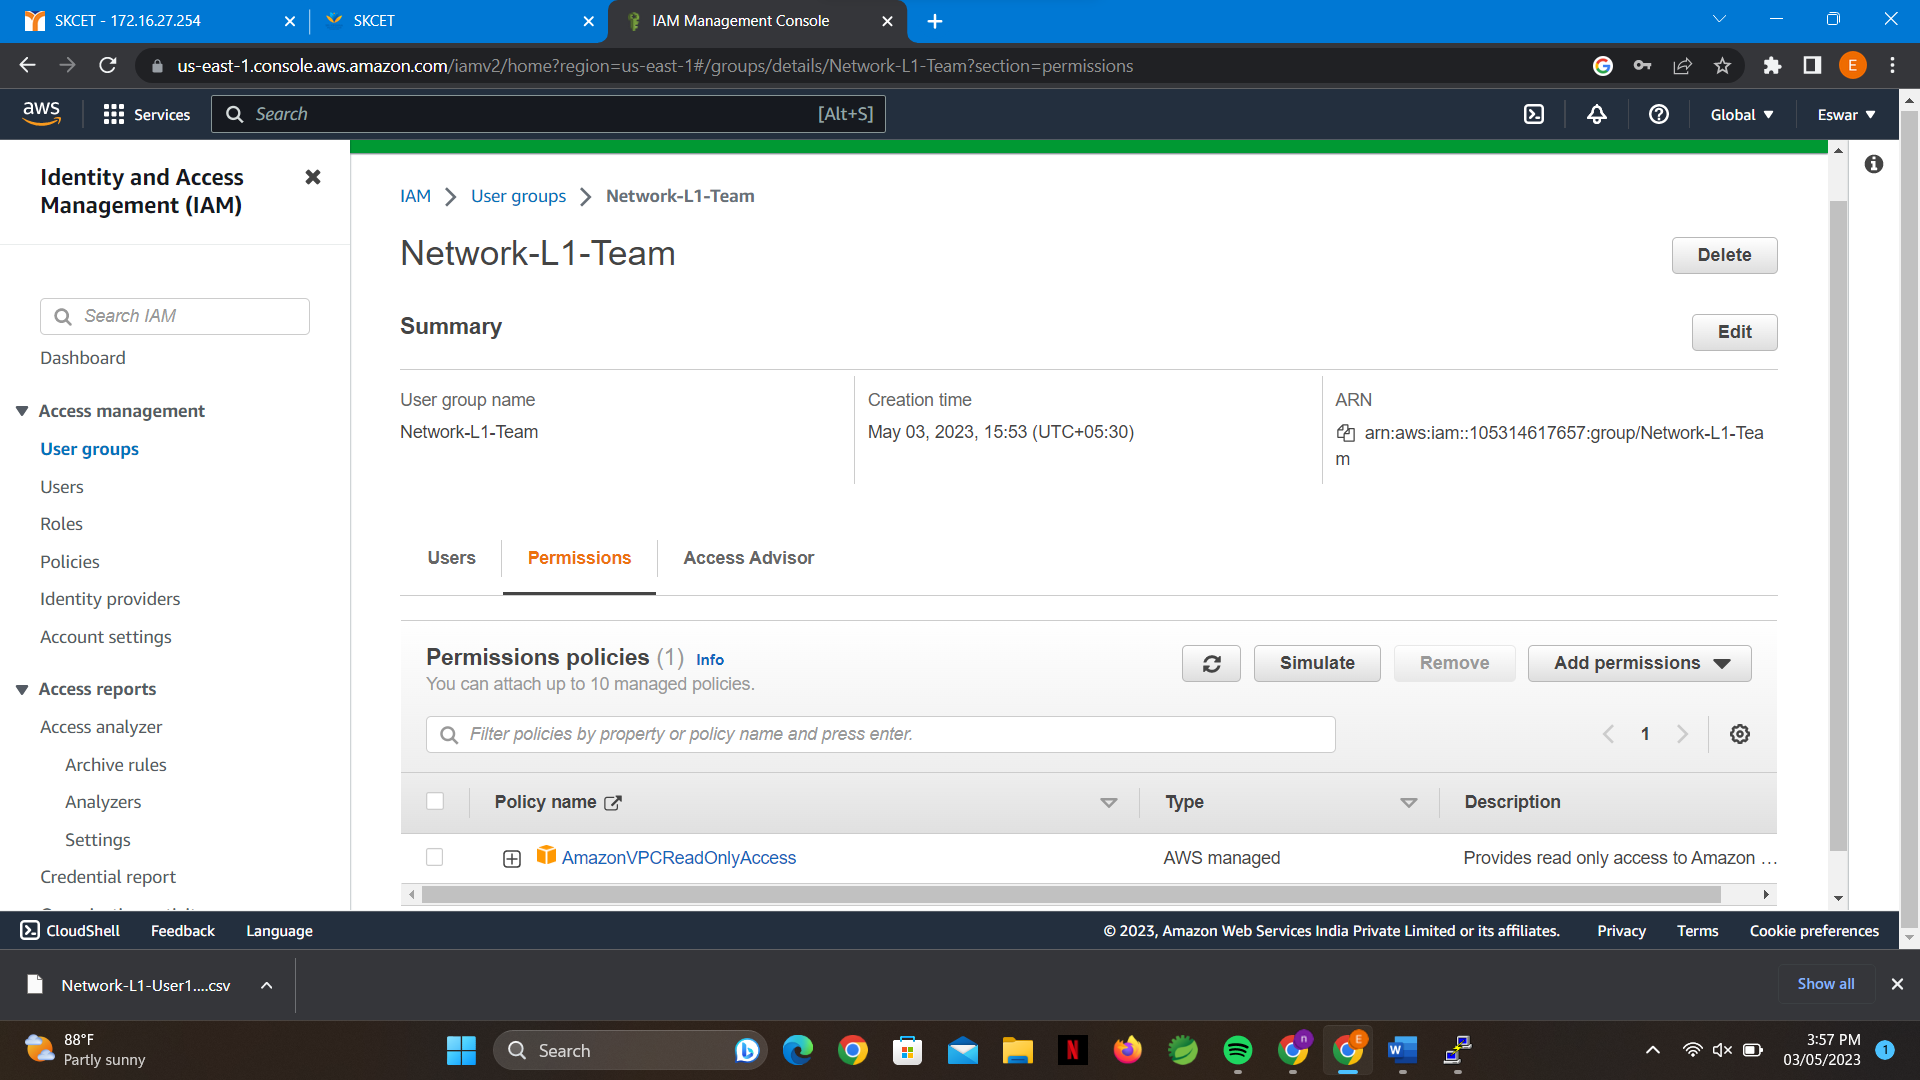 SKCET - 172.16.27.254
SKCET
IAM Management Console
us-east-1.console.aws.amazon.com/iamv2/home?region=us-east-1#/groups/details/Network-L1-Team?section=permissions
E
aws
Services
Search
[Alt+S]
Global
Eswar
Identity and Access
Management (IAM)
Search IAM
Dashboard
Access management
User groups
Users
Roles
Policies
Identity providers
Account settings
Access reports
Access analyzer
Archive rules
Analyzers
Settings
Credential report
IAM > User groups > Network-L1-Team
Network-L1-Team
Delete
Summary
Edit
User group name
Network-L1-Team
Creation time
May 03, 2023, 15:53 (UTC+05:30)
ARN
arn:aws:iam::105314617657:group/Network-L1-Tea
m
Users
Permissions
Access Advisor
Permissions policies (1) Info
You can attach up to 10 managed policies.
Simulate
Remove
Add permissions
Filter policies by property or policy name and press enter.
1
Policy name
Type
Description
AmazonVPCReadOnlyAccess
AWS managed
Provides read only access to Amazon ...
CloudShell
Feedback
Language
© 2023, Amazon Web Services India Private Limited or its affiliates.
Privacy
Terms
Cookie preferences
Network-L1-User1....csv
Show all
88°F
Partly sunny
Search
N
n
E
W
3:57 PM
03/05/2023
1